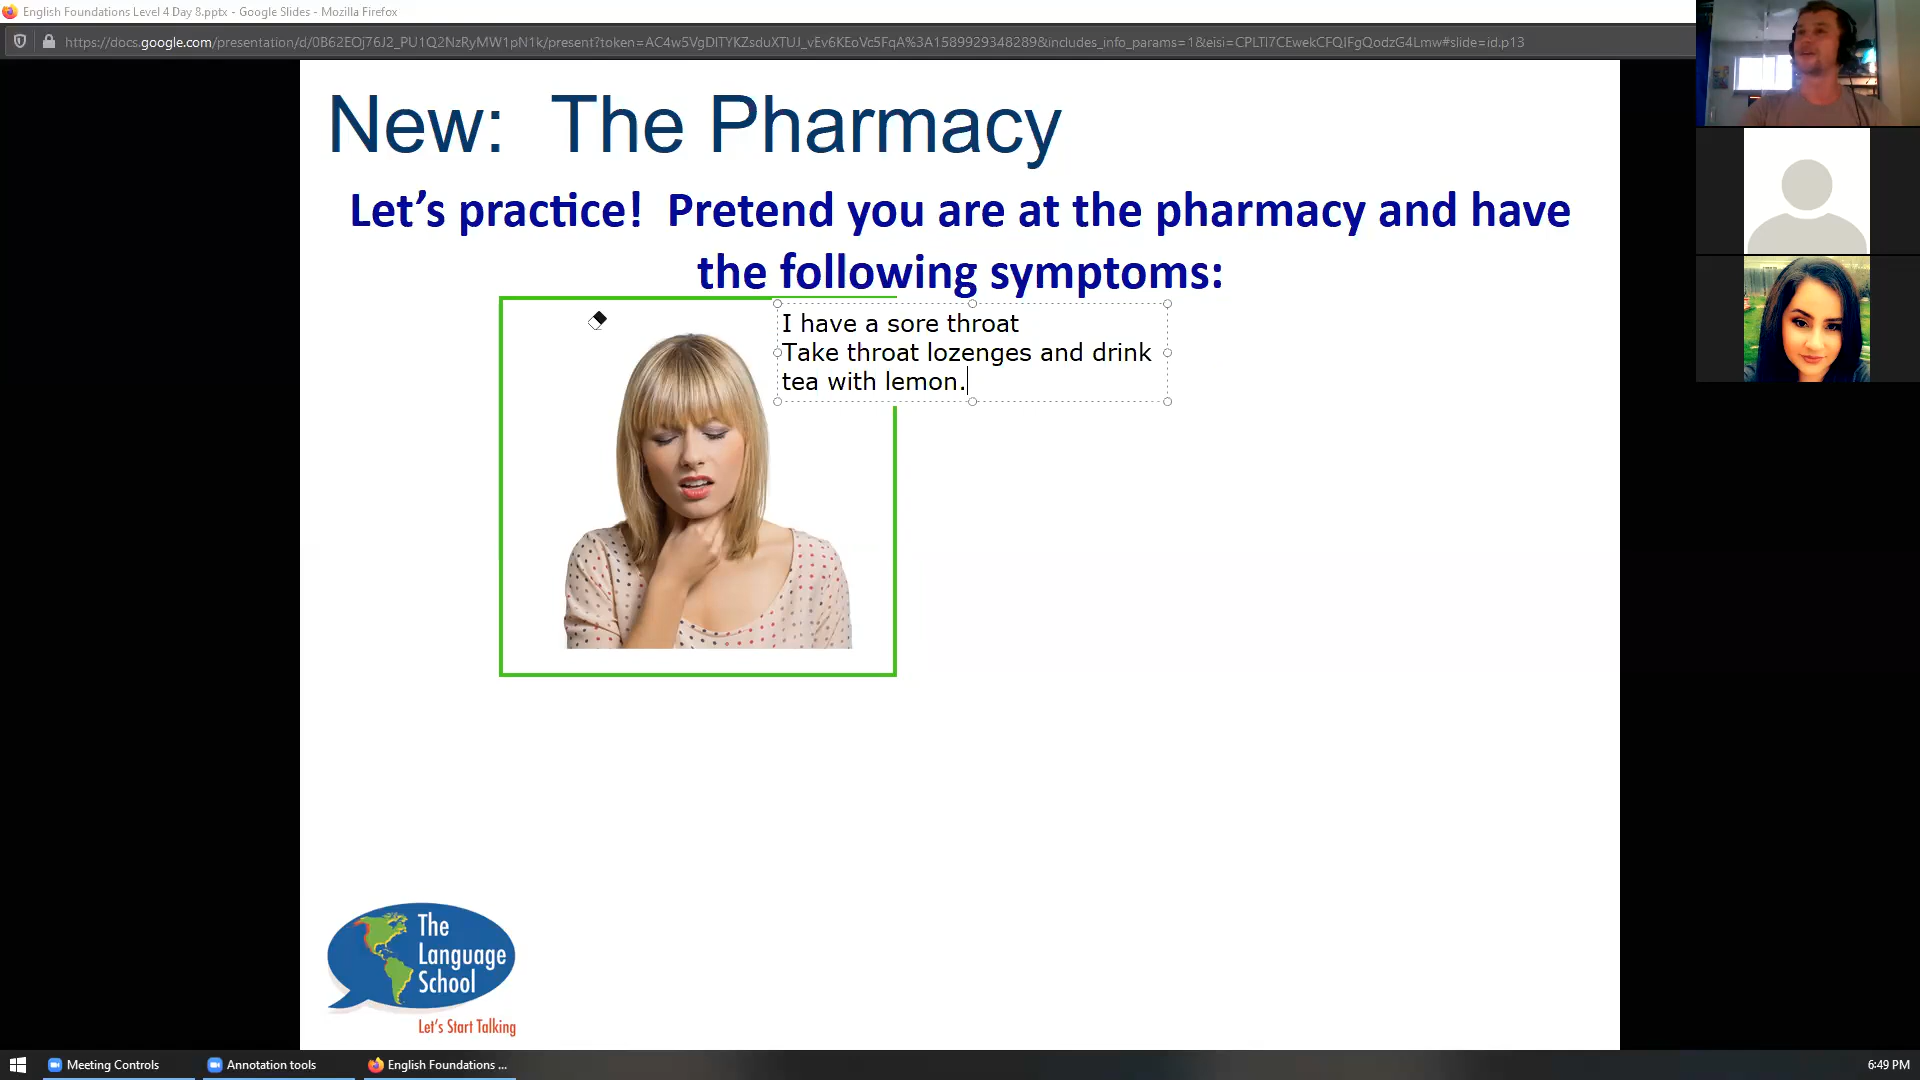 English Foundations Level 4 Day 8.pptx - Google Slides - Mozilla Firefox
https://docs.google.com/presentation/d/0B62EOj76J2_PU1Q2NzRyMW1pN1k/present?token=AC4w5VgDlTYKZsduXTUJ_vEv6KEoVc5FqA%3A1589929348289&includes_info_params=1&eisi=CPLTl7CEwekCFQIFgQodzG4Lmw#slide=id.p13
New:  The Pharmacy
Let’s practice!  Pretend you are at the pharmacy and have
the following symptoms:
I have a sore throat
Take throat lozenges and drink
tea with lemon.
The
Language
School
Let's Start Talking
Meeting Controls
Annotation tools
English Foundations ...
6:49 PM